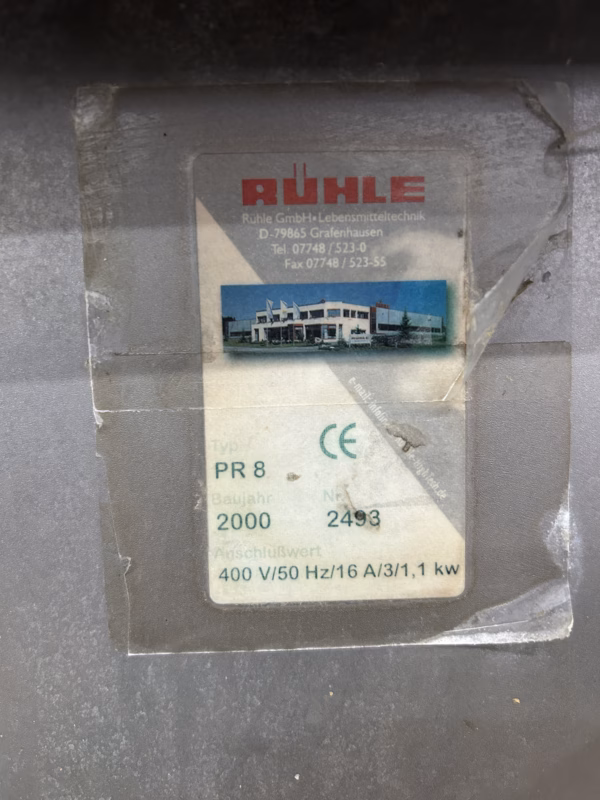 RÜHLE
Rühle GmbH•Lebensmitteltechnik
D-79865 Grafenhausen
Tel. 07748 / 523-0
Fax 07748 / 523-55
CE
Typ
PR 8
Baujahr
Nr.
2000
2493
Anschlußwert
400 V/50 Hz/16 A/3/1,1 kw